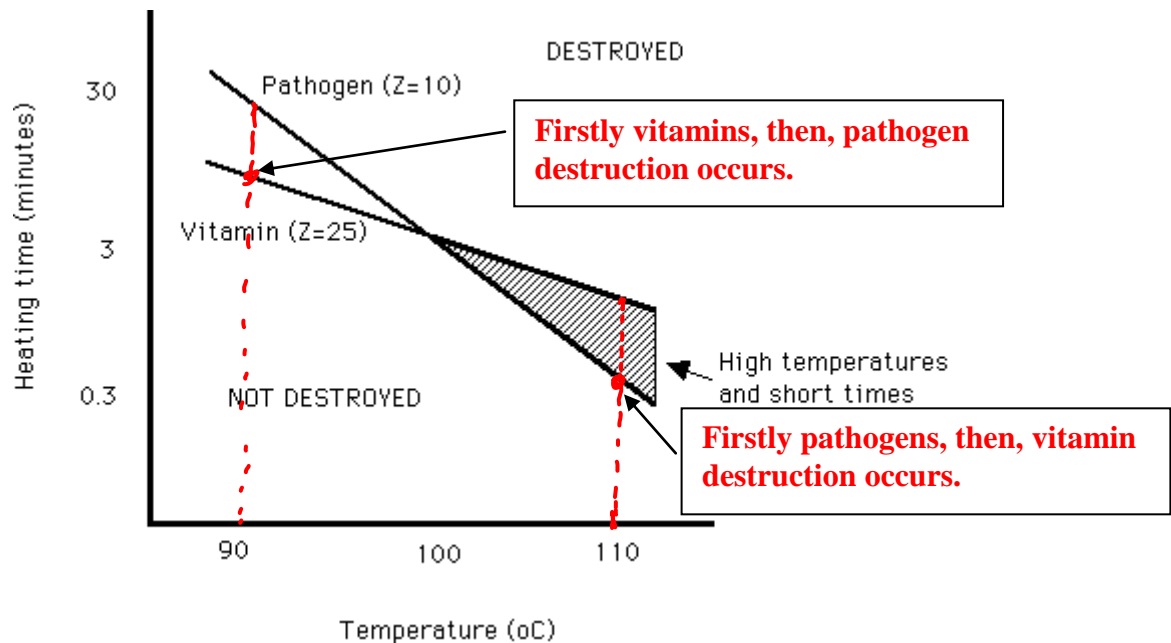 DESTROYED
30
Pathogen (Z=10)
Firstly vitamins, then, pathogen
destruction occurs.
Heating time (minutes)
Vitamin (Z=25)
3
High temperatures
and short times
0.3
NOT DESTROYED
Firstly pathogens, then, vitamin
destruction occurs.
90
100
110
Temperature (oC)